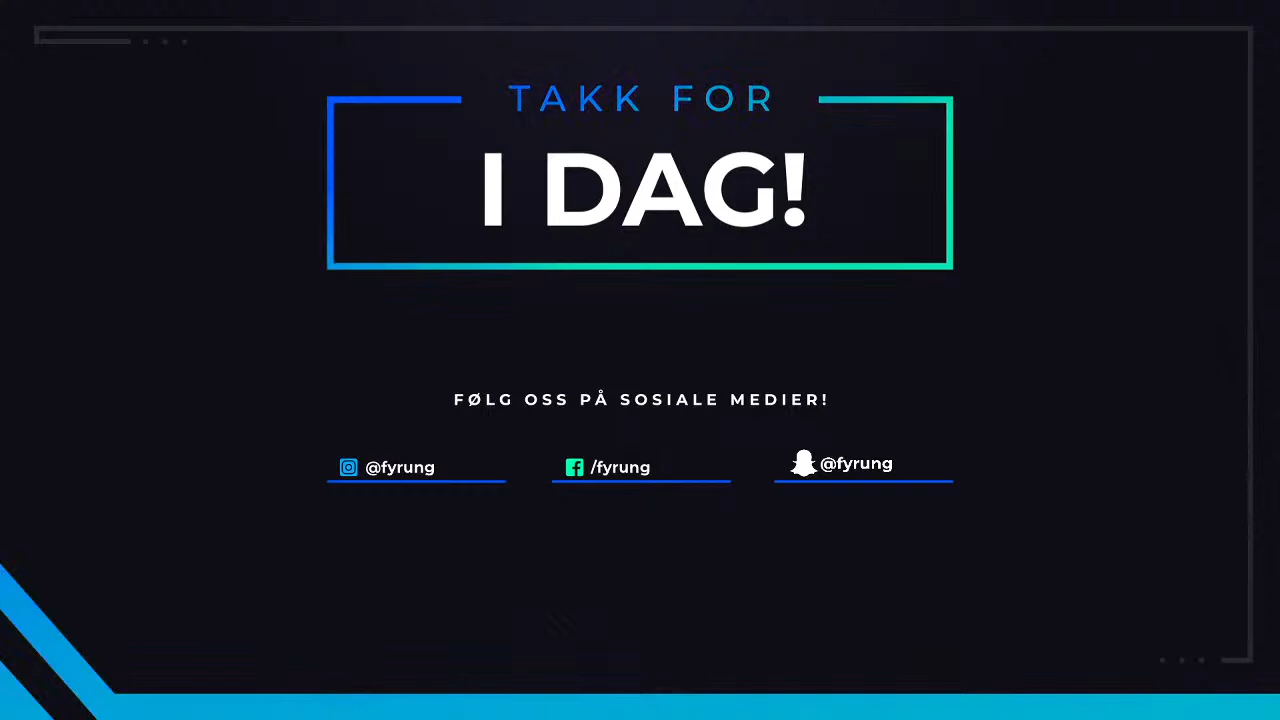 TAKK FOR
I DAG!
FØLG OSS PÅ SOSIALE MEDIER!
@fyrung /fyrung @fyrung